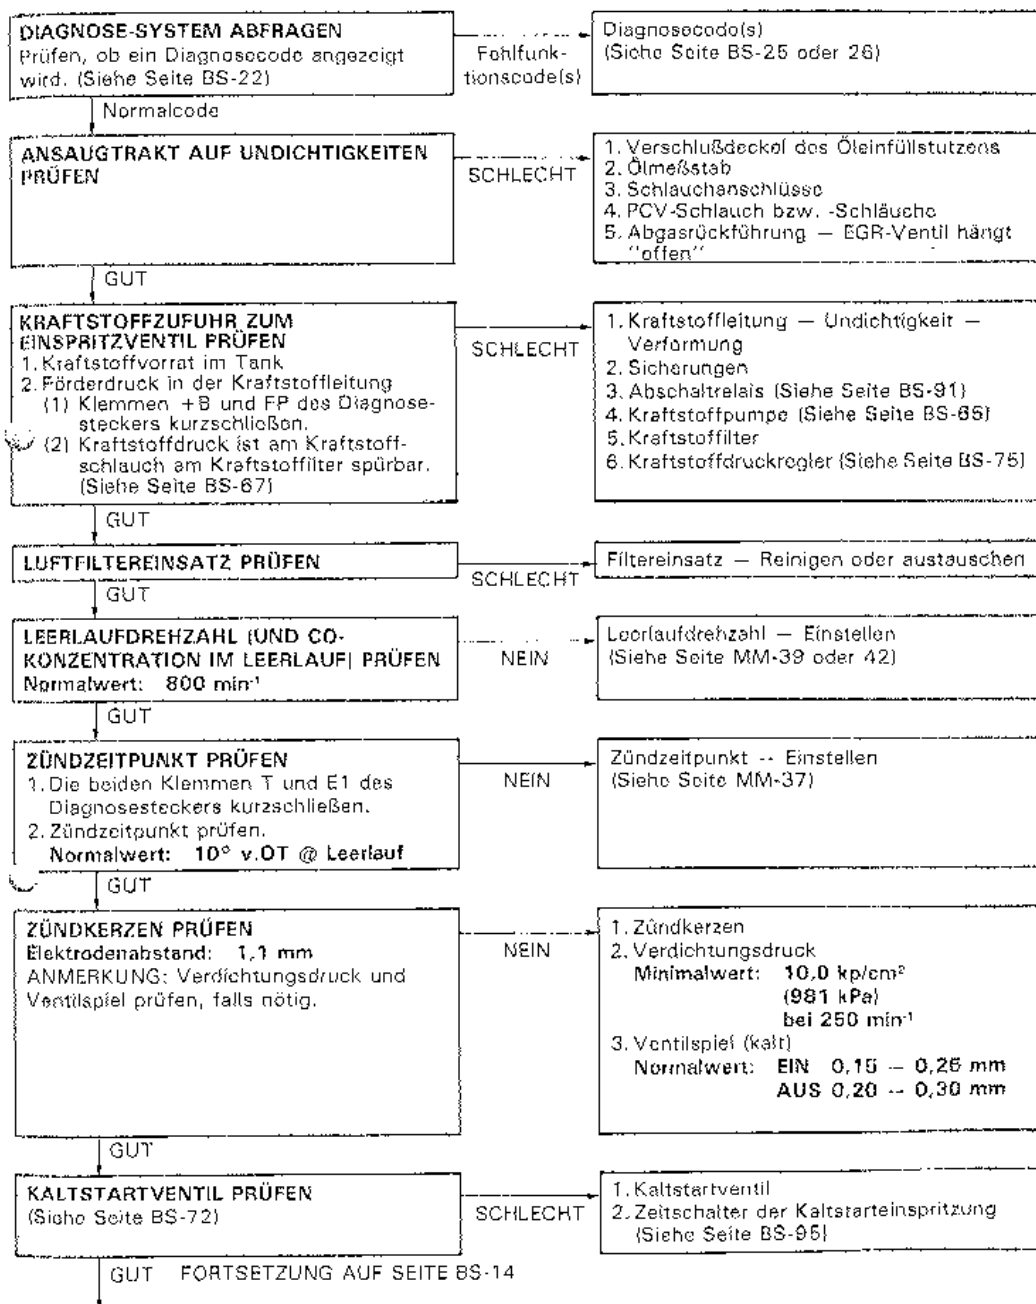 DIAGNOSE-SYSTEM ABFRAGEN
Prüfen, ob ein Diagnosecode angezeigt
wird. (Siehe Seite BS-22)
Fehlfunk-
tionscode(s)
Diagnosecode(s)
(Siehe Seite BS-25 oder 26)
Normalcode
ANSAUGTRAKT AUF UNDICHTIGKEITEN
PRÜFEN
SCHLECHT
1. Verschlußdeckel des Öleinfüllstutzens
2. Ölmeßstab
3. Schlauchanschlüsse
4. PCV-Schlauch bzw. -Schläuche
5. Abgasrückführung — EGR-Ventil hängt
"offen"
GUT
KRAFTSTOFFZUFUHR ZUM
EINSPRITZVENTIL PRÜFEN
1. Kraftstoffvorrat im Tank
2. Förderdruck in der Kraftstoffleitung
(1) Klemmen +B und FP des Diagnose-
steckers kurzschließen.
(2) Kraftstoffdruck ist am Kraftstoff-
schlauch am Kraftstoffilter spürbar.
(Siehe Seite BS-67)
SCHLECHT
1. Kraftstoffleitung — Undichtigkeit —
Verformung
2. Sicherungen
3. Abschaltrelais (Siehe Seite BS-91)
4. Kraftstoffpumpe (Siehe Seite BS-65)
5. Kraftstoffilter
6. Kraftstoffdruckregler (Siehe Seite BS-75)
GUT
LUFTFILTEREINSATZ PRÜFEN
SCHLECHT
Filtereinsatz — Reinigen oder austauschen
GUT
LEERLAUFDREHZAHL (UND CO-
KONZENTRATION IM LEERLAUF) PRÜFEN
Normalwert: 800 min⁻¹
NEIN
Leerlaufdrehzahl — Einstellen
(Siehe Seite MM-39 oder 42)
GUT
ZÜNDZEITPUNKT PRÜFEN
1. Die beiden Klemmen T und E1 des
Diagnosesteckers kurzschließen.
2. Zündzeitpunkt prüfen.
Normalwert: 10° v.OT @ Leerlauf
NEIN
Zündzeitpunkt -- Einstellen
(Siehe Seite MM-37)
GUT
ZÜNDKERZEN PRÜFEN
Elektrodenabstand: 1,1 mm
ANMERKUNG: Verdichtungsdruck und
Ventilspiel prüfen, falls nötig.
NEIN
1. Zündkerzen
2. Verdichtungsdruck
Minimalwert: 10,0 kp/cm²
(981 kPa)
bei 250 min⁻¹
3. Ventilspiel (kalt)
Normalwert: EIN 0,15 — 0,25 mm
AUS 0,20 -- 0,30 mm
GUT
KALTSTARTVENTIL PRÜFEN
(Siehe Seite BS-72)
SCHLECHT
1. Kaltstartventil
2. Zeitschalter der Kaltstarteinspritzung
(Siehe Seite BS-95)
GUT FORTSETZUNG AUF SEITE BS-14